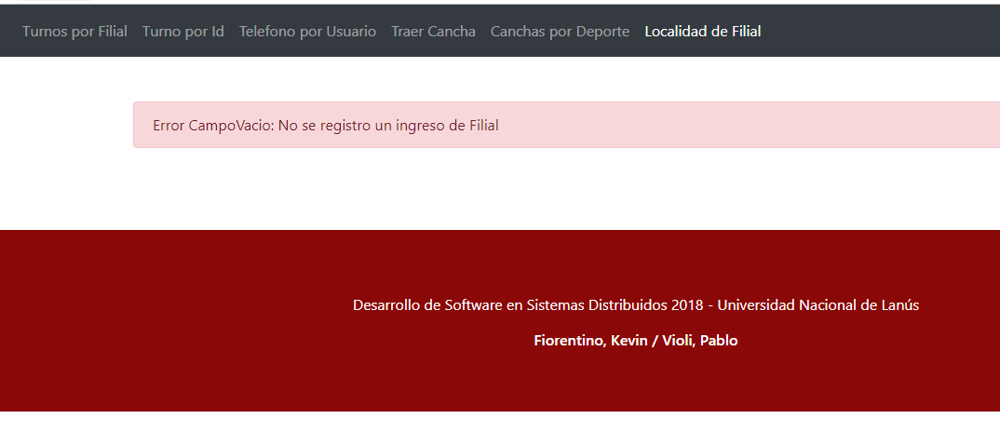 Turnos por Filial Turno por Id Telefono por Usuario Traer Cancha Canchas por Deporte Localidad de Filial
Error CampoVacio: No se registro un ingreso de Filial
Desarrollo de Software en Sistemas Distribuidos 2018 - Universidad Nacional de Lanús
Fiorentino, Kevin / Violi, Pablo